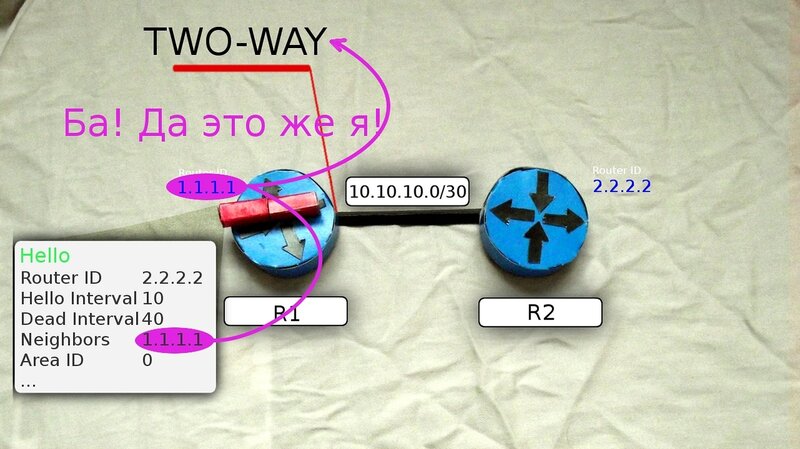 TWO-WAY
Ба! Да это же я!
Router ID
1.1.1.1
10.10.10.0/30
Router ID
2.2.2.2
Hello
Router ID 2.2.2.2
Hello Interval 10
Dead Interval 40
Neighbors 1.1.1.1
Area ID 0
...
R1
R2